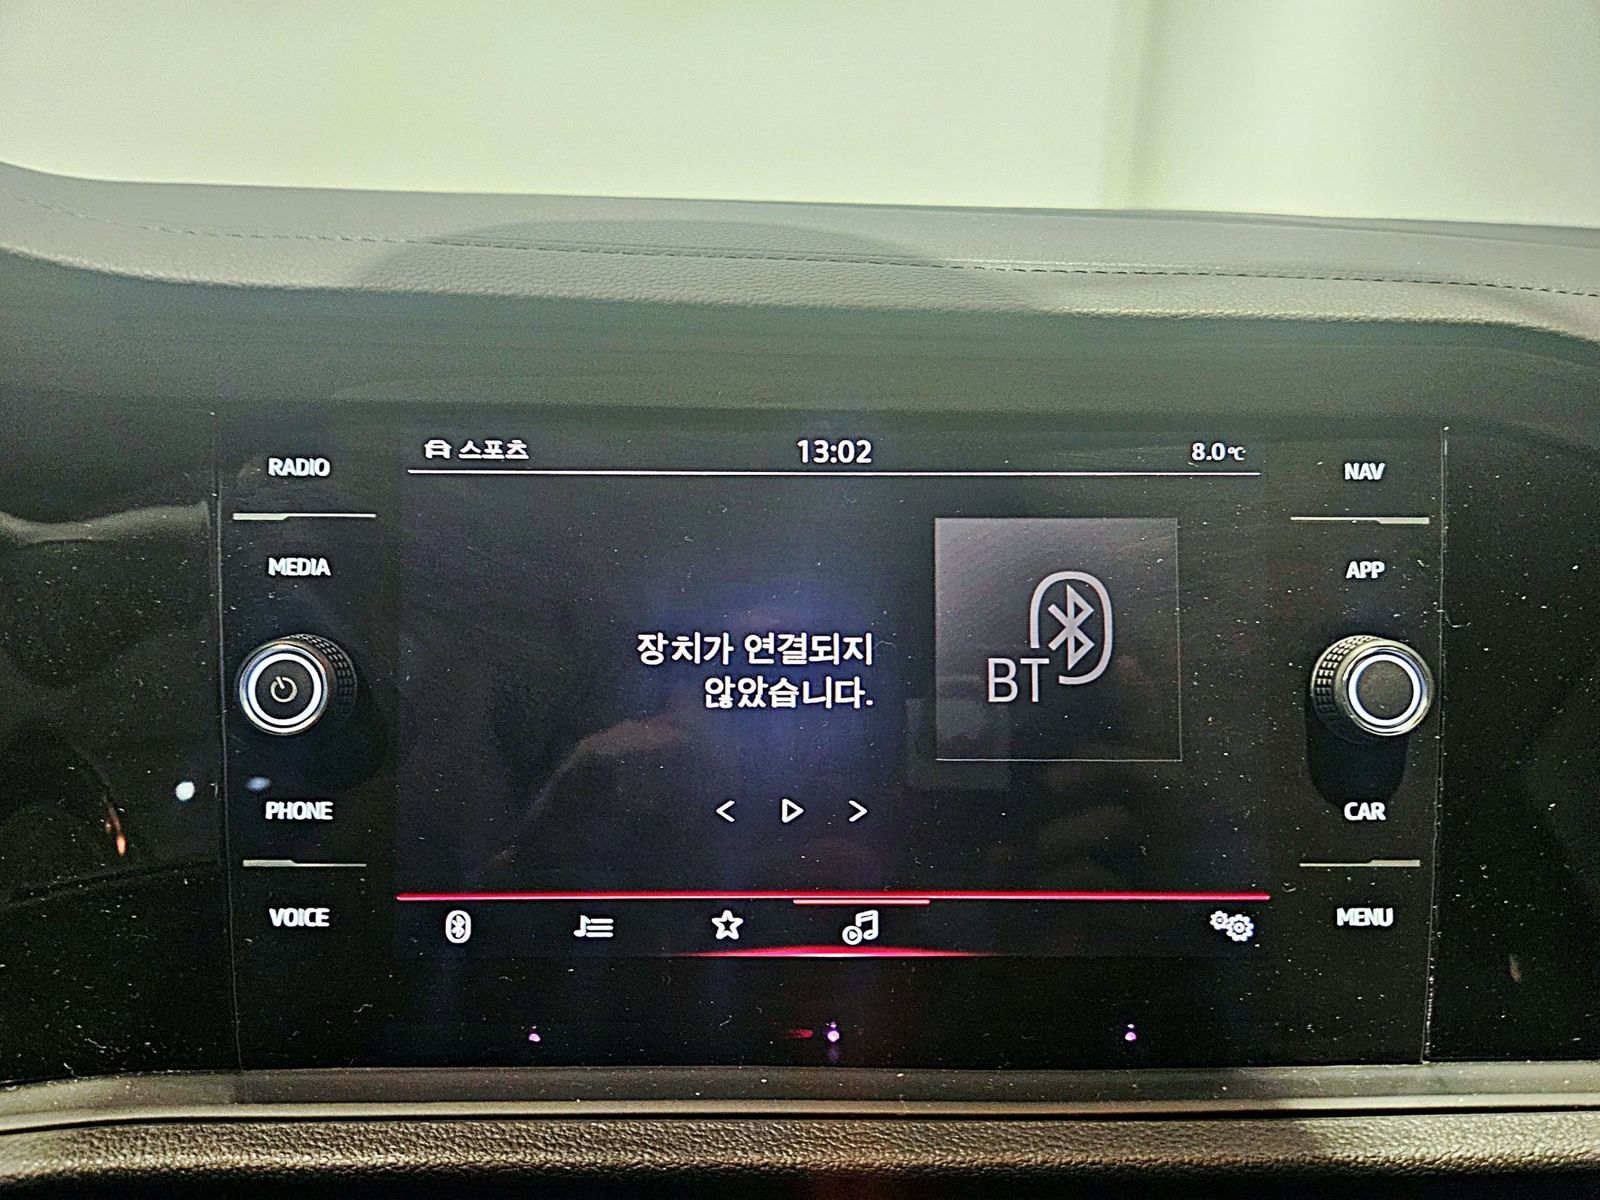 스포츠 13:02 8.0°C
RADIO
MEDIA
PHONE
VOICE
장치가 연결되지
않았습니다.
BT
NAV
APP
CAR
MENU